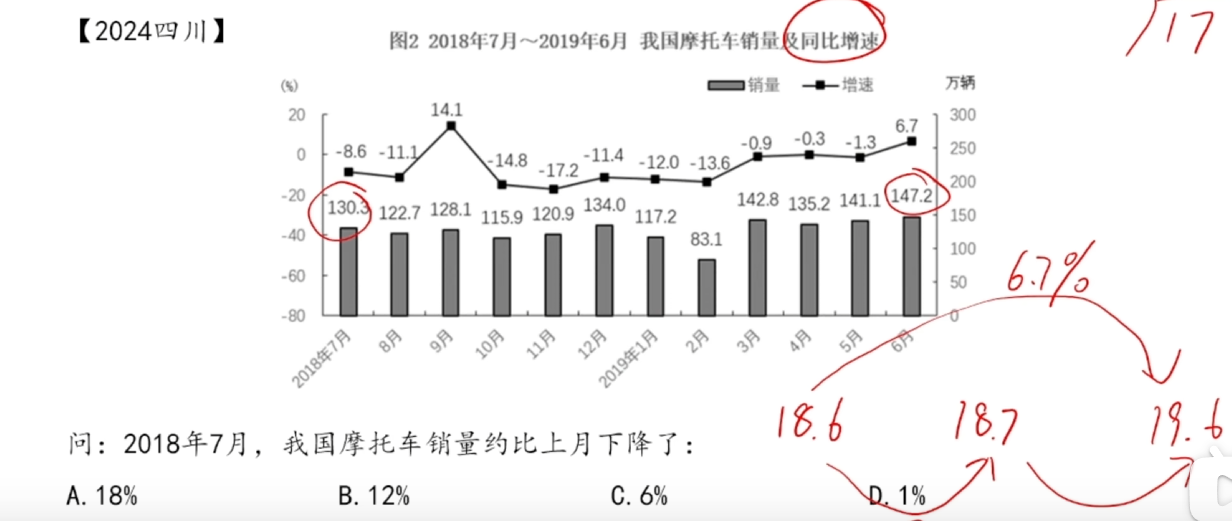 【2024四川】
17
图2 2018年7月～2019年6月 我国摩托车销量及同比增速
(%) 销量 增速 万辆
20 0 -20 -40 -60 -80
300 250 200 150 100 50 0
-8.6 -11.1 14.1 -14.8 -17.2 -11.4 -12.0 -13.6 -0.9 -0.3 -1.3 6.7
130.3 122.7 128.1 115.9 120.9 134.0 117.2 83.1 142.8 135.2 141.1 147.2
2018年7月 8月 9月 10月 11月 12月 2019年1月 2月 3月 4月 5月 6月
6.7%
18.6 18.7 19.6
问：2018年7月，我国摩托车销量约比上月下降了：
A. 18% B. 12% C. 6% D. 1%